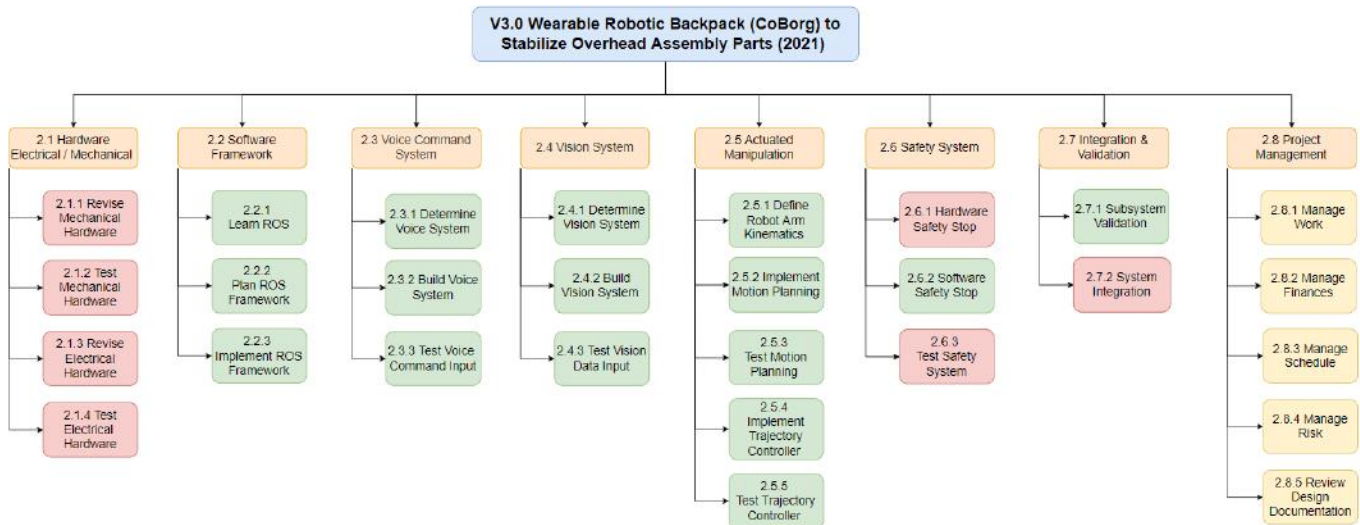 V3.0 Wearable Robotic Backpack (CoBorg) to
Stabilize Overhead Assembly Parts (2021)
2.1 Hardware
Electrical / Mechanical
2.1.1 Revise
Mechanical
Hardware
2.1.2 Test
Mechanical
Hardware
2.1.3 Revise
Electrical
Hardware
2.1.4 Test
Electrical
Hardware
2.2 Software
Framework
2.2.1
Learn ROS
2.2.2
Plan ROS
Framework
2.2.3
Implement ROS
Framework
2.3 Voice Command
System
2.3.1 Determine
Voice System
2.3.2 Build Voice
System
2.3.3 Test Voice
Command Input
2.4 Vision System
2.4.1 Determine
Vision System
2.4.2 Build
Vision System
2.4.3 Test Vision
Data Input
2.5 Actuated
Manipulation
2.5.1 Define
Robot Arm
Kinematics
2.5.2 Implement
Motion Planning
2.5.3
Test Motion
Planning
2.5.4
Implement
Trajectory
Controller
2.5.5
Test Trajectory
Controller
2.6 Safety System
2.6.1 Hardware
Safety Stop
2.6.2 Software
Safety Stop
2.6.3
Test Safety
System
2.7 Integration &
Validation
2.7.1 Subsystem
Validation
2.7.2 System
Integration
2.8 Project
Management
2.8.1 Manage
Work
2.8.2 Manage
Finances
2.8.3 Manage
Schedule
2.8.4 Manage
Risk
2.8.5 Review
Design
Documentation